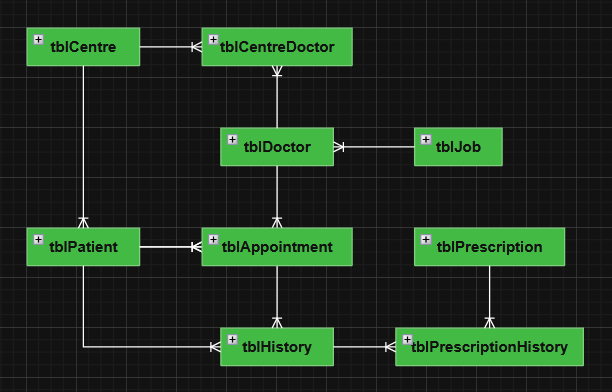 tblCentre
tblCentreDoctor
tblDoctor
tblJob
tblPatient
tblAppointment
tblPrescription
tblHistory
tblPrescriptionHistory